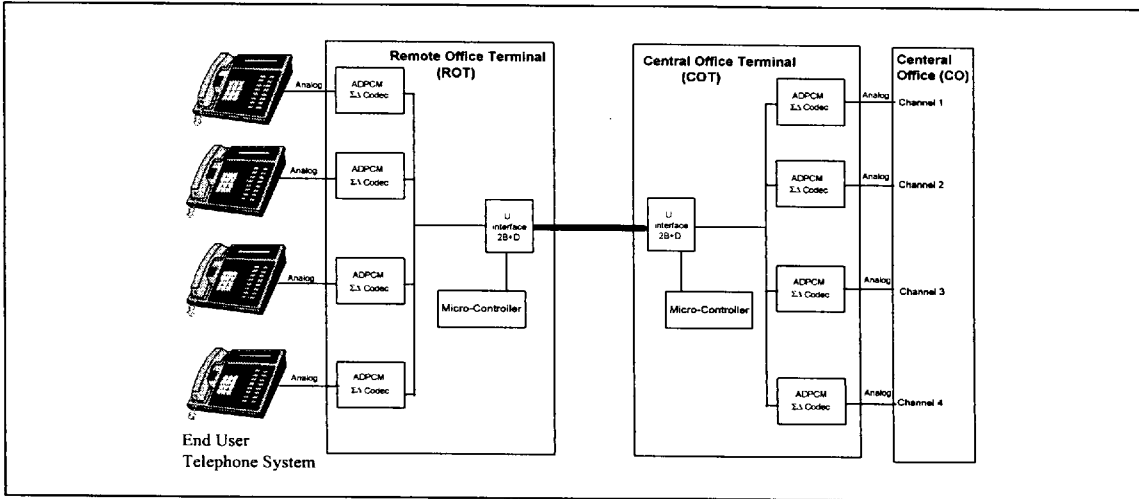 Remote Office Terminal
(ROT)
Central Office Terminal
(COT)
Centeral
Office (CO)
Analog
ADPCM
ΣΔ Codec
ADPCM
ΣΔ Codec
Analog
Channel 1
Analog
ADPCM
ΣΔ Codec
ADPCM
ΣΔ Codec
Analog
Channel 2
U
interface
2B+D
U
interface
2B+D
Analog
ADPCM
ΣΔ Codec
ADPCM
ΣΔ Codec
Analog
Channel 3
Micro-Controller
Micro-Controller
Analog
ADPCM
ΣΔ Codec
ADPCM
ΣΔ Codec
Analog
Channel 4
End User
Telephone System